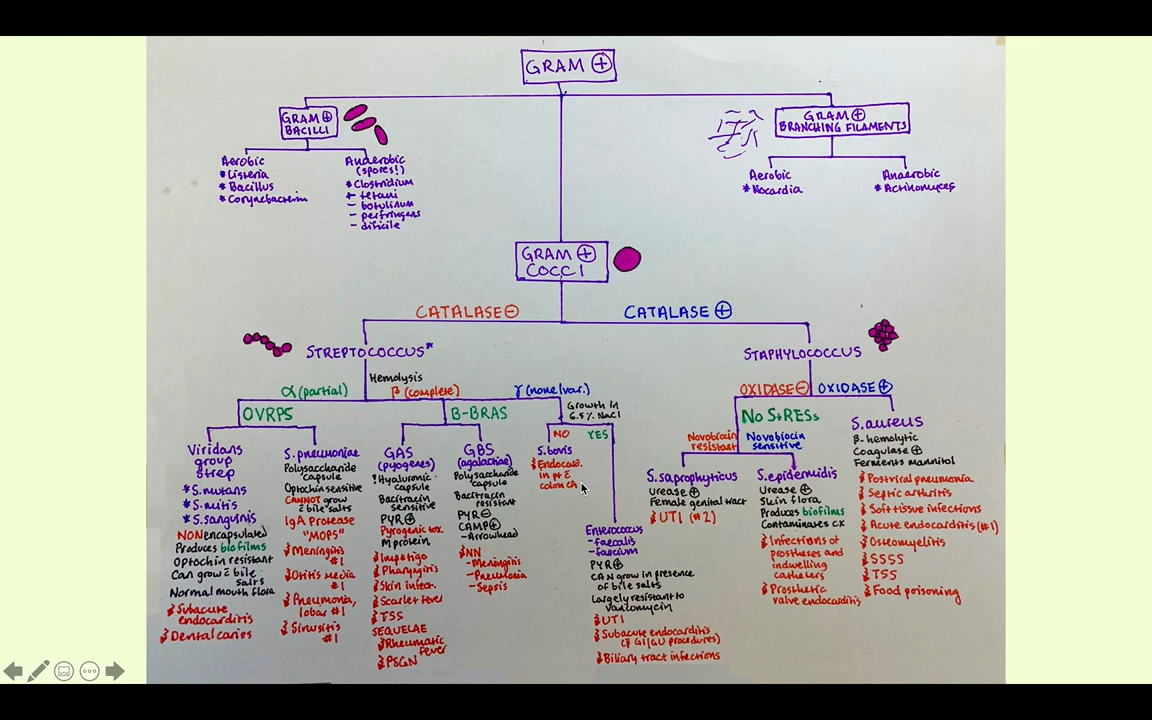 GRAM ⊕
GRAM ⊕
BACILLI
Aerobic
* Listeria
* Bacillus
* Corynebacterium
Anaerobic
(spores!)
* Clostridium
+ tetani
- botulinum
- perfringens
- dificile
GRAM ⊕
BRANCHING FILAMENTS
Aerobic
* Nocardia
Anaerobic
* Actinomyces
GRAM ⊕
COCCI
CATALASE ⊖
CATALASE ⊕
STREPTOCOCCUS*
STAPHYLOCOCCUS
Hemolysis
α (partial)
β (complete)
γ (none/var.)
OVRPS
B-BRAS
Growth in
6.5% NaCl
NO
YES
OXIDASE ⊖
OXIDASE ⊕
NO StRESs
Novobiocin
resistant
Novobiocin
sensitive
Viridans
group
strep
* S.mutans
* S.mitis
* S.sanguinis
NONencapsulated
Produces biofilms
Optochin resistant
Can grow c̄ bile
salts
Normal mouth flora
Subacute
endocarditis
Dental caries
S.pneumoniae
Polysaccharide
capsule
Optochin sensitive
CANNOT grow
c̄ bile salts
IgA Protease
"MOPS"
Meningitis
#1
Otitis Media
#1
Pneumonia,
lobar #1
Sinusitis
#1
GAS
(pyogenes)
! Hyaluronic
capsule
Bacitracin
sensitive
PYR ⊕
Pyrogenic tox.
M protein
Impetigo
Pharyngitis
Skin infect.
Scarlet fever
TSS
SEQUELAE
Rheumatic
fever
PSGN
GBS
(agalactiae)
Polysaccharide
capsule
Bacitracin
resistant
PYR ⊖
CAMP ⊕
-Arrowhead
NN
-Meningitis
-Pneumonia
-Sepsis
S.bovis
Endocard.
in pt c̄
colon CA
Enterococcus
-faecalis
-faecium
PYR ⊕
CAN grow in presence
of bile salts
Largely resistant to
vancomycin
UTI
Subacute endocarditis
GI/GU procedures)
Biliary tract infections
S.saprophyticus
Urease ⊕
Female genital tract
UTI (#2)
S.epidermidis
Urease ⊕
Skin flora
Produces biofilms
Contaminates cx
Infections of
prostheses and
indwelling
catheters
Prosthetic
valve endocarditis
S.aureus
β-hemolytic
Coagulase ⊕
Ferments mannitol
Postviral pneumonia
Septic arthritis
Soft tissue infections
Acute endocarditis (#1)
Osteomyelitis
SSSS
TSS
Food poisoning